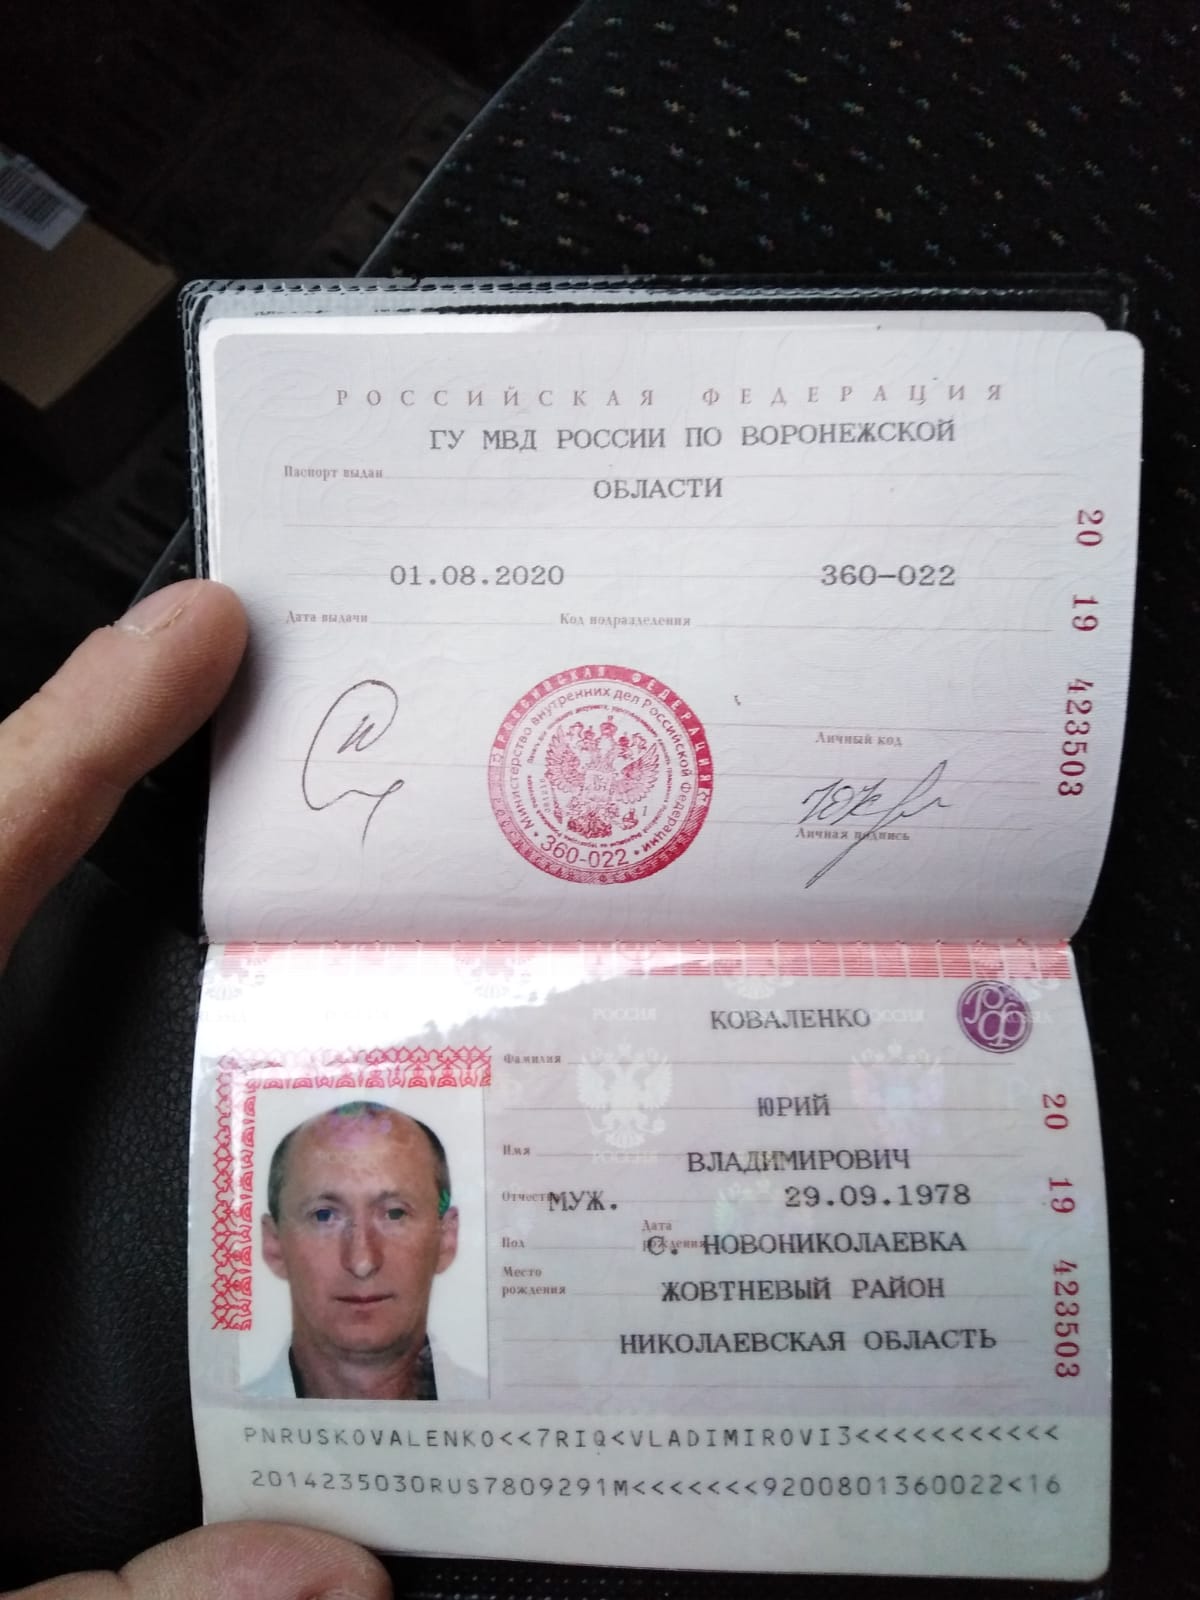 РОССИЙСКАЯ ФЕДЕРАЦИЯ
ГУ МВД РОССИИ ПО ВОРОНЕЖСКОЙ
Паспорт выдан
ОБЛАСТИ
01.08.2020 360-022
Дата выдачи Код подразделения
20 19 423503
РОССИЙСКАЯ ФЕДЕРАЦИЯ
Министерство внутренних дел Российской Федерации
360-022
Личный код
Личная подпись
РОССИЯ
КОВАЛЕНКО
Фамилия
ЮРИЙ
Имя
ВЛАДИМИРОВИЧ
Отчество
МУЖ. 29.09.1978
Пол
Дата рождения
С. НОВОНИКОЛАЕВКА
Место рождения
ЖОВТНЕВЫЙ РАЙОН
НИКОЛАЕВСКАЯ ОБЛАСТЬ
20 19 423503
PNRUSKOVALENKO<<7RIQ<VLADIMIROVI3<<<<<<<<<<<
2014235030RUS7809291M<<<<<<<9200801360022<16